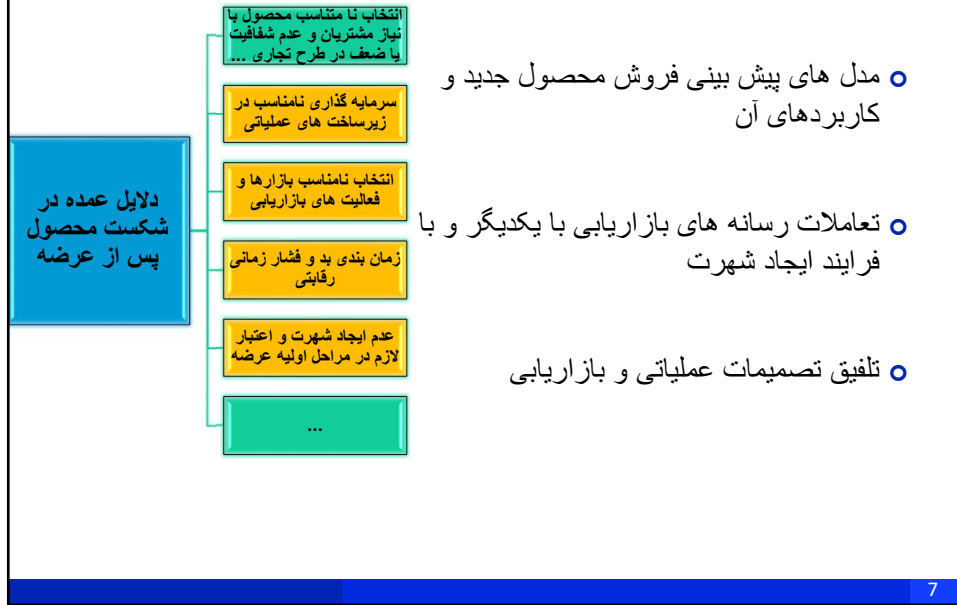 مدل های پیش بینی فروش محصول جدید و
کاربردهای آن
تعاملات رسانه های بازاریابی با یکدیگر و با
فرایند ایجاد شهرت
تلفیق تصمیمات عملیاتی و بازاریابی
دلایل عمده در
شکست محصول
پس از عرضه
انتخاب نا متناسب محصول با
نیاز مشتریان و عدم شفافیت
یا ضعف در طرح تجاری ...
سرمایه گذاری نامناسب در
زیرساخت های عملیاتی
انتخاب نامناسب بازارها و
فعالیت های بازاریابی
زمان بندی بد و فشار زمانی
رقابتی
عدم ایجاد شهرت و اعتبار
لازم در مراحل اولیه عرضه
...
7